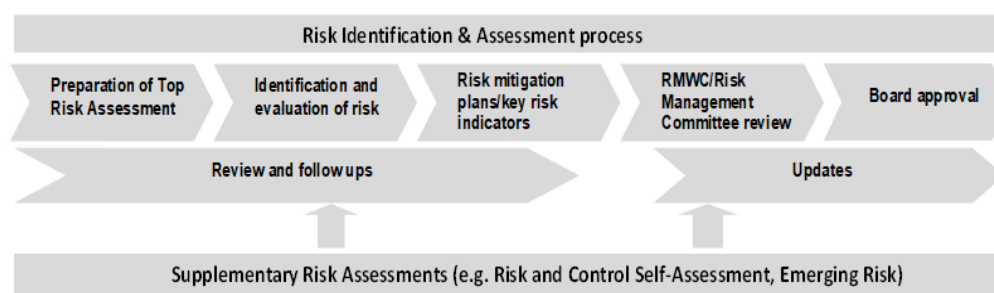 Risk Identification & Assessment process
Preparation of Top
Risk Assessment
Identification and
evaluation of risk
Risk mitigation
plans/key risk
indicators
RMWC/Risk
Management
Committee review
Board approval
Review and follow ups
Updates
Supplementary Risk Assessments (e.g. Risk and Control Self-Assessment, Emerging Risk)